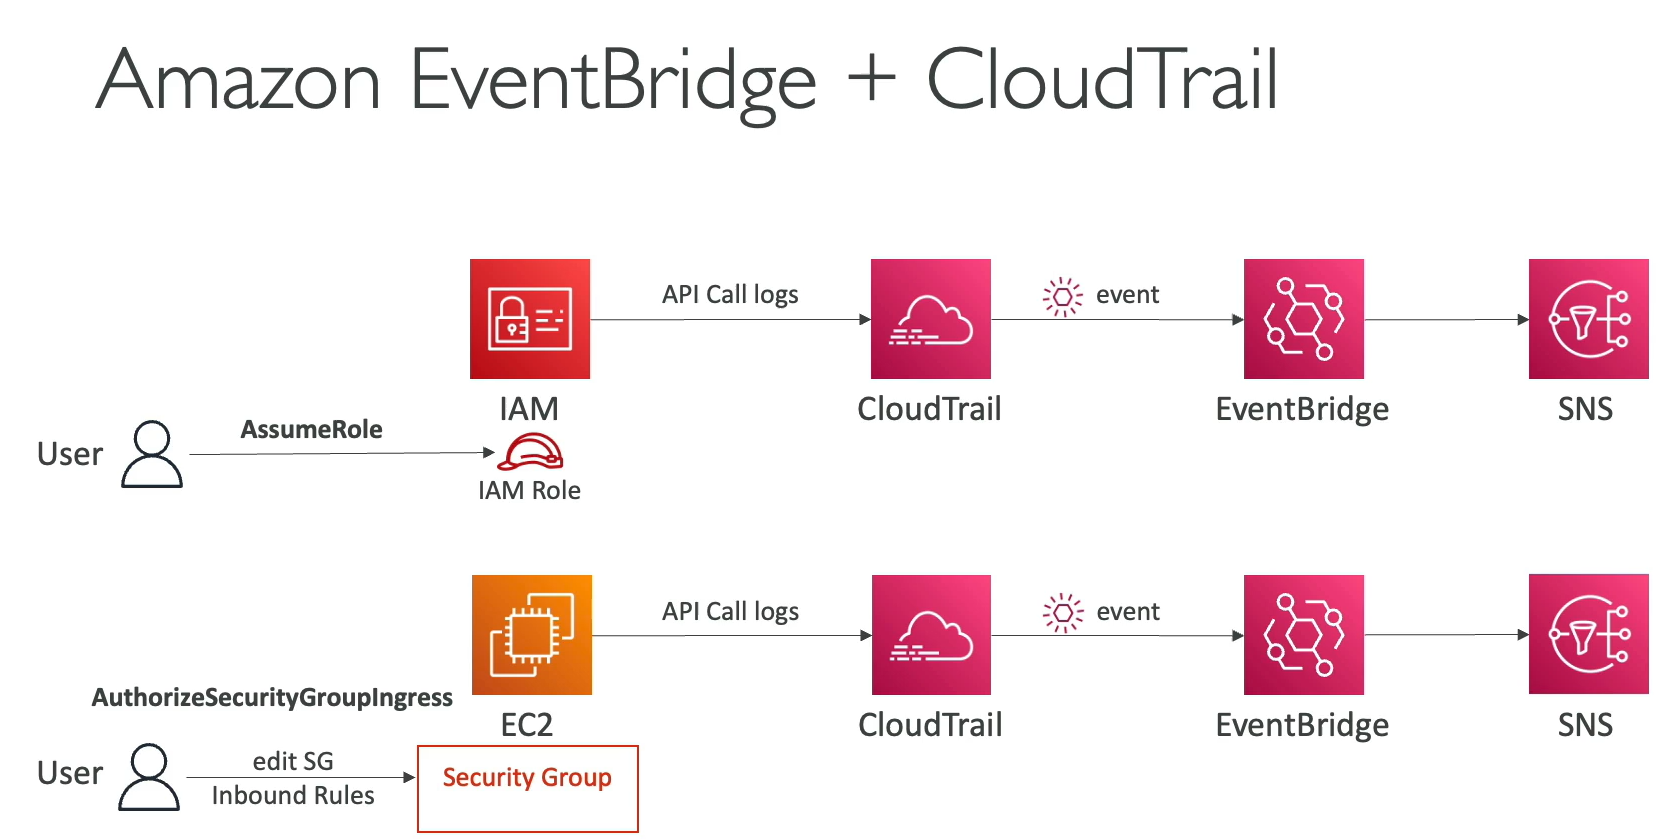 Amazon EventBridge + CloudTrail
API Call logs
event
IAM
CloudTrail
EventBridge
SNS
User
AssumeRole
IAM Role
API Call logs
event
AuthorizeSecurityGroupIngress
EC2
CloudTrail
EventBridge
SNS
User
edit SG
Inbound Rules
Security Group